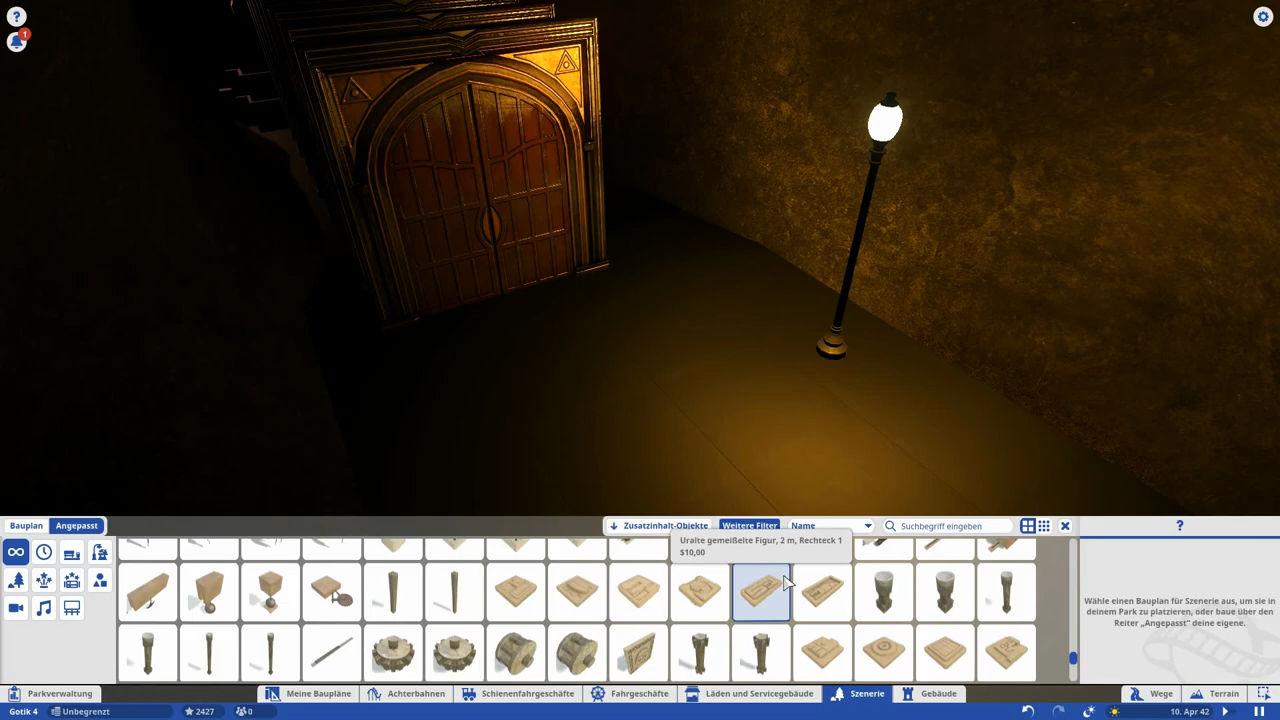 ?
1
Bauplan Angepasst Zusatzinhalt-Objekte Weitere Filter Name Suchbegriff eingeben ?
Uralte gemeißelte Figur, 2 m, Rechteck 1
$10,00
Wähle einen Bauplan für Szenerie aus, um sie in
deinem Park zu platzieren, oder baue über den
Reiter „Angepasst“ deine eigene.
Parkverwaltung Meine Baupläne Achterbahnen Schienenfahrgeschäfte Fahrgeschäfte Läden und Servicegebäude Szenerie Gebäude Wege Terrain
Gotik 4 Unbegrenzt 2427 0 10. Apr 42